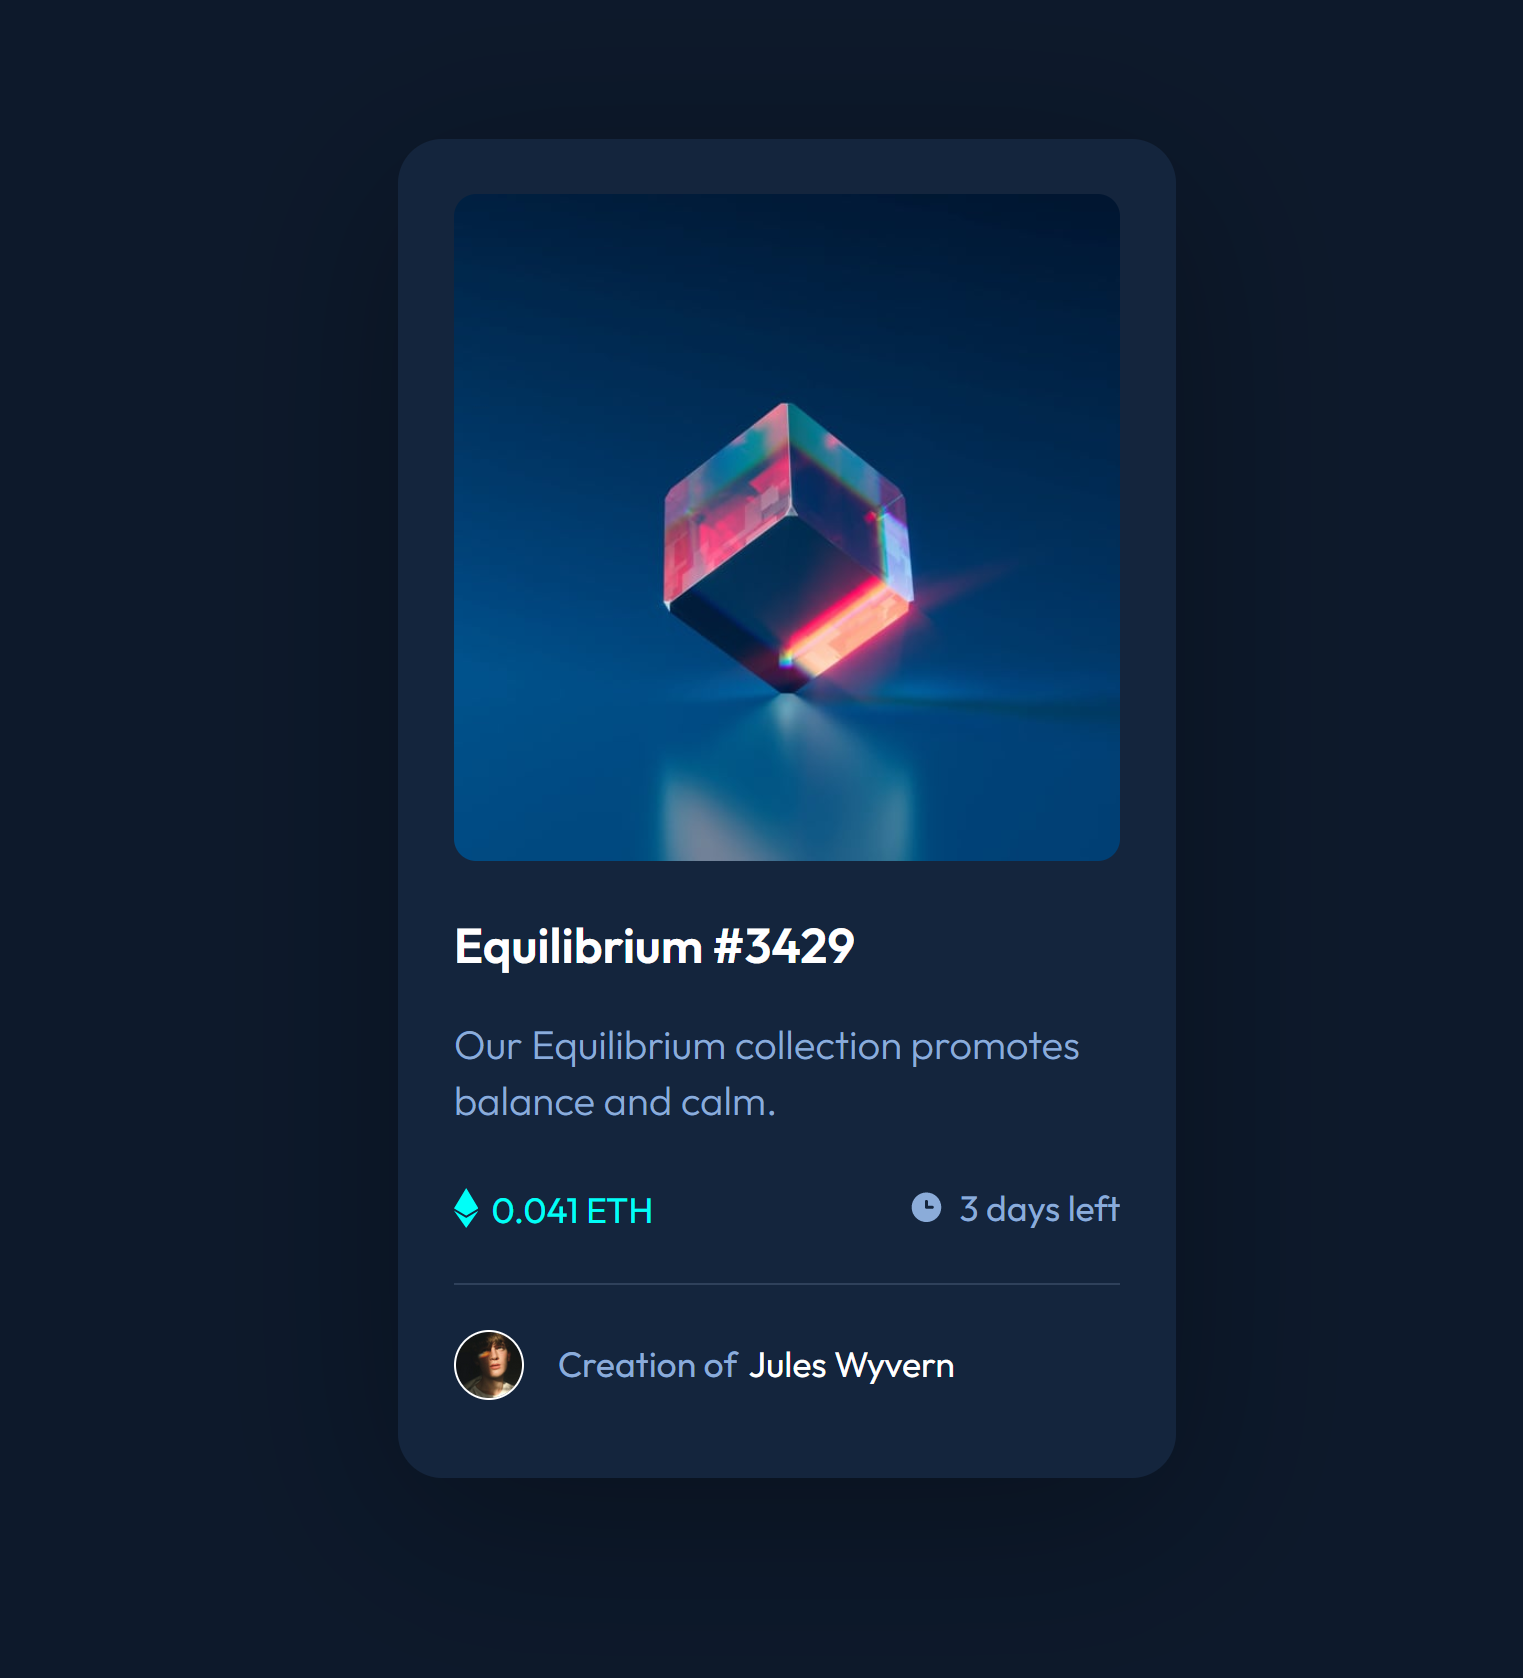 Equilibrium #3429
Our Equilibrium collection promotes
balance and calm.
0.041 ETH
3 days left
Creation of Jules Wyvern